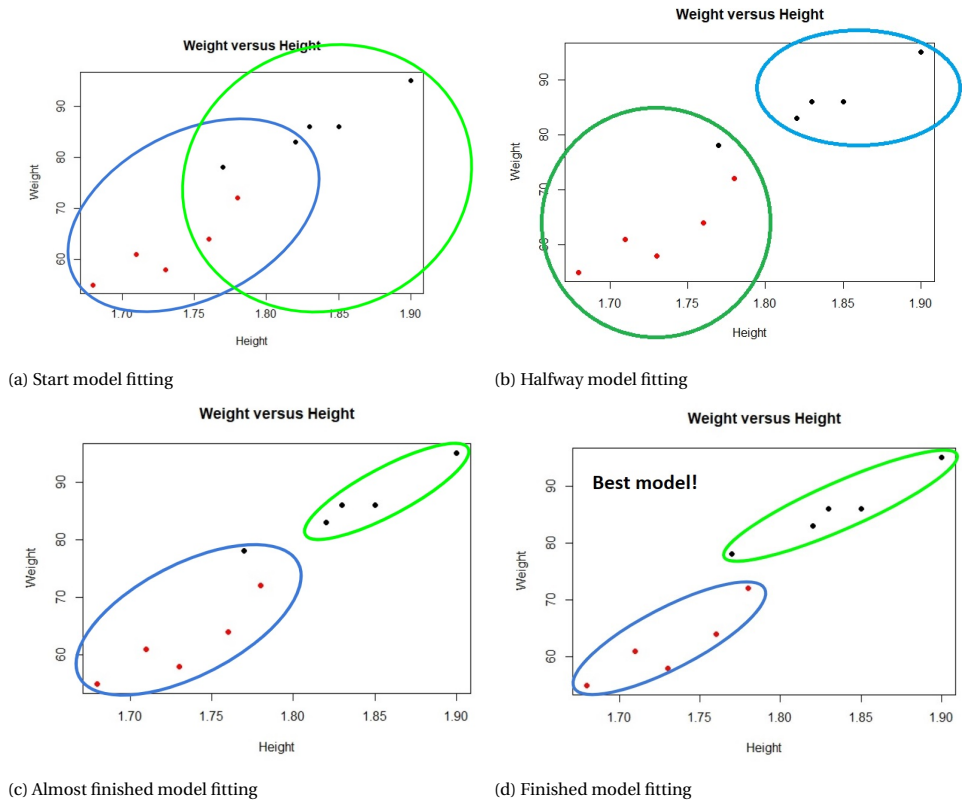 Weight versus Height
Weight
90
80
70
60
1.70 1.75 1.80 1.85 1.90
Height
(a) Start model fitting
Weight versus Height
Weight
90
80
70
60
1.70 1.75 1.80 1.85 1.90
Height
(b) Halfway model fitting
Weight versus Height
Weight
90
80
70
60
1.70 1.75 1.80 1.85 1.90
Height
(c) Almost finished model fitting
Weight versus Height
Best model!
Weight
90
80
70
60
1.70 1.75 1.80 1.85 1.90
Height
(d) Finished model fitting